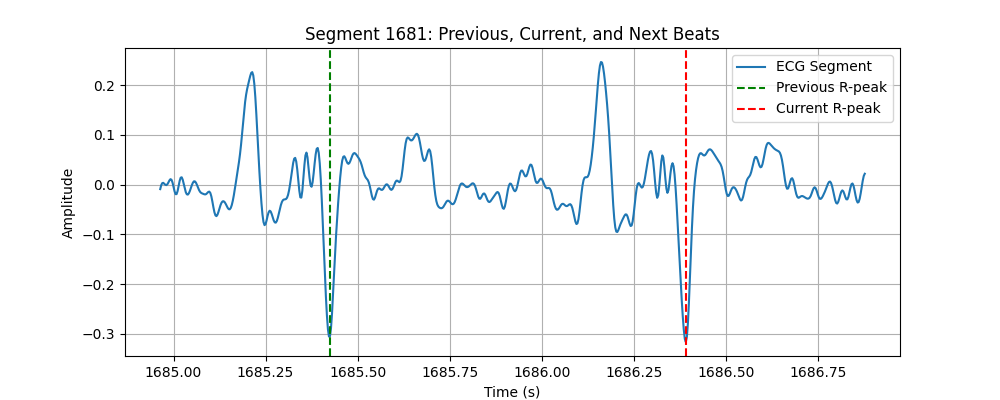 Segment 1681: Previous, Current, and Next Beats
ECG Segment
Previous R-peak
Current R-peak
Amplitude
0.2
0.1
0.0
−0.1
−0.2
−0.3
1685.00 1685.25 1685.50 1685.75 1686.00 1686.25 1686.50 1686.75
Time (s)